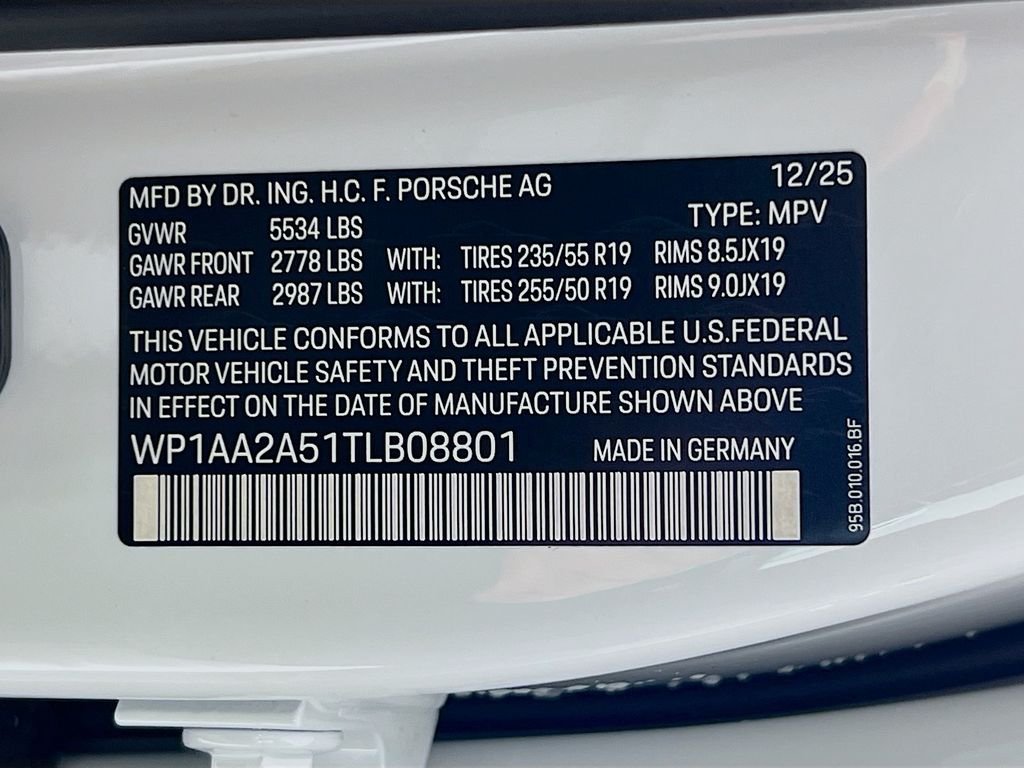 MFD BY DR. ING. H.C. F. PORSCHE AG 12/25
GVWR 5534 LBS TYPE: MPV
GAWR FRONT 2778 LBS WITH: TIRES 235/55 R19 RIMS 8.5JX19
GAWR REAR 2987 LBS WITH: TIRES 255/50 R19 RIMS 9.0JX19
THIS VEHICLE CONFORMS TO ALL APPLICABLE U.S.FEDERAL
MOTOR VEHICLE SAFETY AND THEFT PREVENTION STANDARDS
IN EFFECT ON THE DATE OF MANUFACTURE SHOWN ABOVE
WP1AA2A51TLB08801 MADE IN GERMANY
95B.010.016.BF